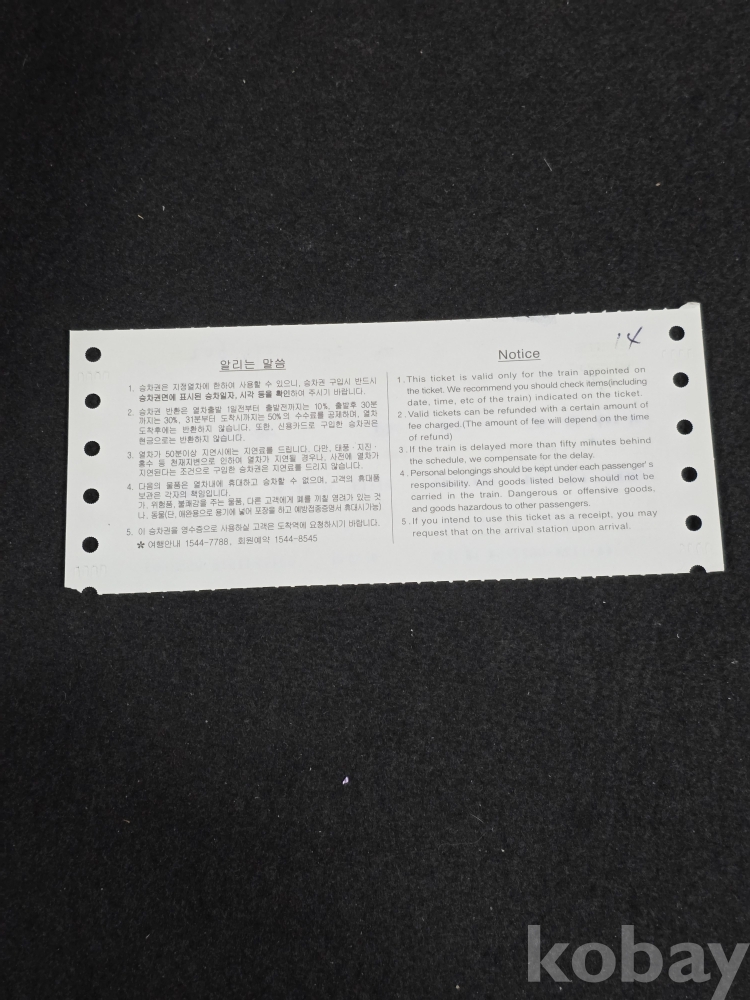 알리는 말씀
1. 승차권은 지정열차에 한하여 사용할 수 있으니, 승차권 구입시 반드시
승차권면에 표시된 승차일자, 시각 등을 확인하여 주시기 바랍니다.
2. 승차권 반환은 열차출발 1일전부터 출발전까지는 10%, 출발후 30분
까지는 30%, 31분부터 도착시까지는 50%의 수수료를 공제하며, 열차
도착후에는 반환하지 않습니다. 또한, 신용카드로 구입한 승차권은
현금으로는 반환하지 않습니다.
3. 열차가 50분이상 지연시에는 지연료를 드립니다. 다만, 태풍·지진·
홍수 등 천재지변으로 인하여 열차가 지연될 경우나, 사전에 열차가
지연된다는 조건으로 구입한 승차권은 지연료를 드리지 않습니다.
4. 다음의 물품은 열차내에 휴대하고 승차할 수 없으며, 고객의 휴대품
보관은 각자의 책임입니다.
가. 위험품, 불쾌감을 주는 물품, 다른 고객에게 폐를 끼칠 염려가 있는 것
나. 동물(단, 애완용으로 용기에 넣어 포장을 하고 예방접종증명서 휴대시가능)
5. 이 승차권을 영수증으로 사용하실 고객은 도착역에 요청하시기 바랍니다.
* 여행안내 1544-7788, 회원예약 1544-8545
14
Notice
1. This ticket is valid only for the train appointed on
the ticket. We recommend you should check items(including
date, time, etc of the train) indicated on the ticket.
2. Valid tickets can be refunded with a certain amount of
fee charged.(The amount of fee will depend on the time
of refund)
3. If the train is delayed more than fifty minutes behind
the schedule, we compensate for the delay.
4. Personal belongings should be kept under each passenger's
responsibility. And goods listed below should not be
carried in the train. Dangerous or offensive goods,
and goods hazardous to other passengers.
5. If you intend to use this ticket as a receipt, you may
request that on the arrival station upon arrival.
kobay